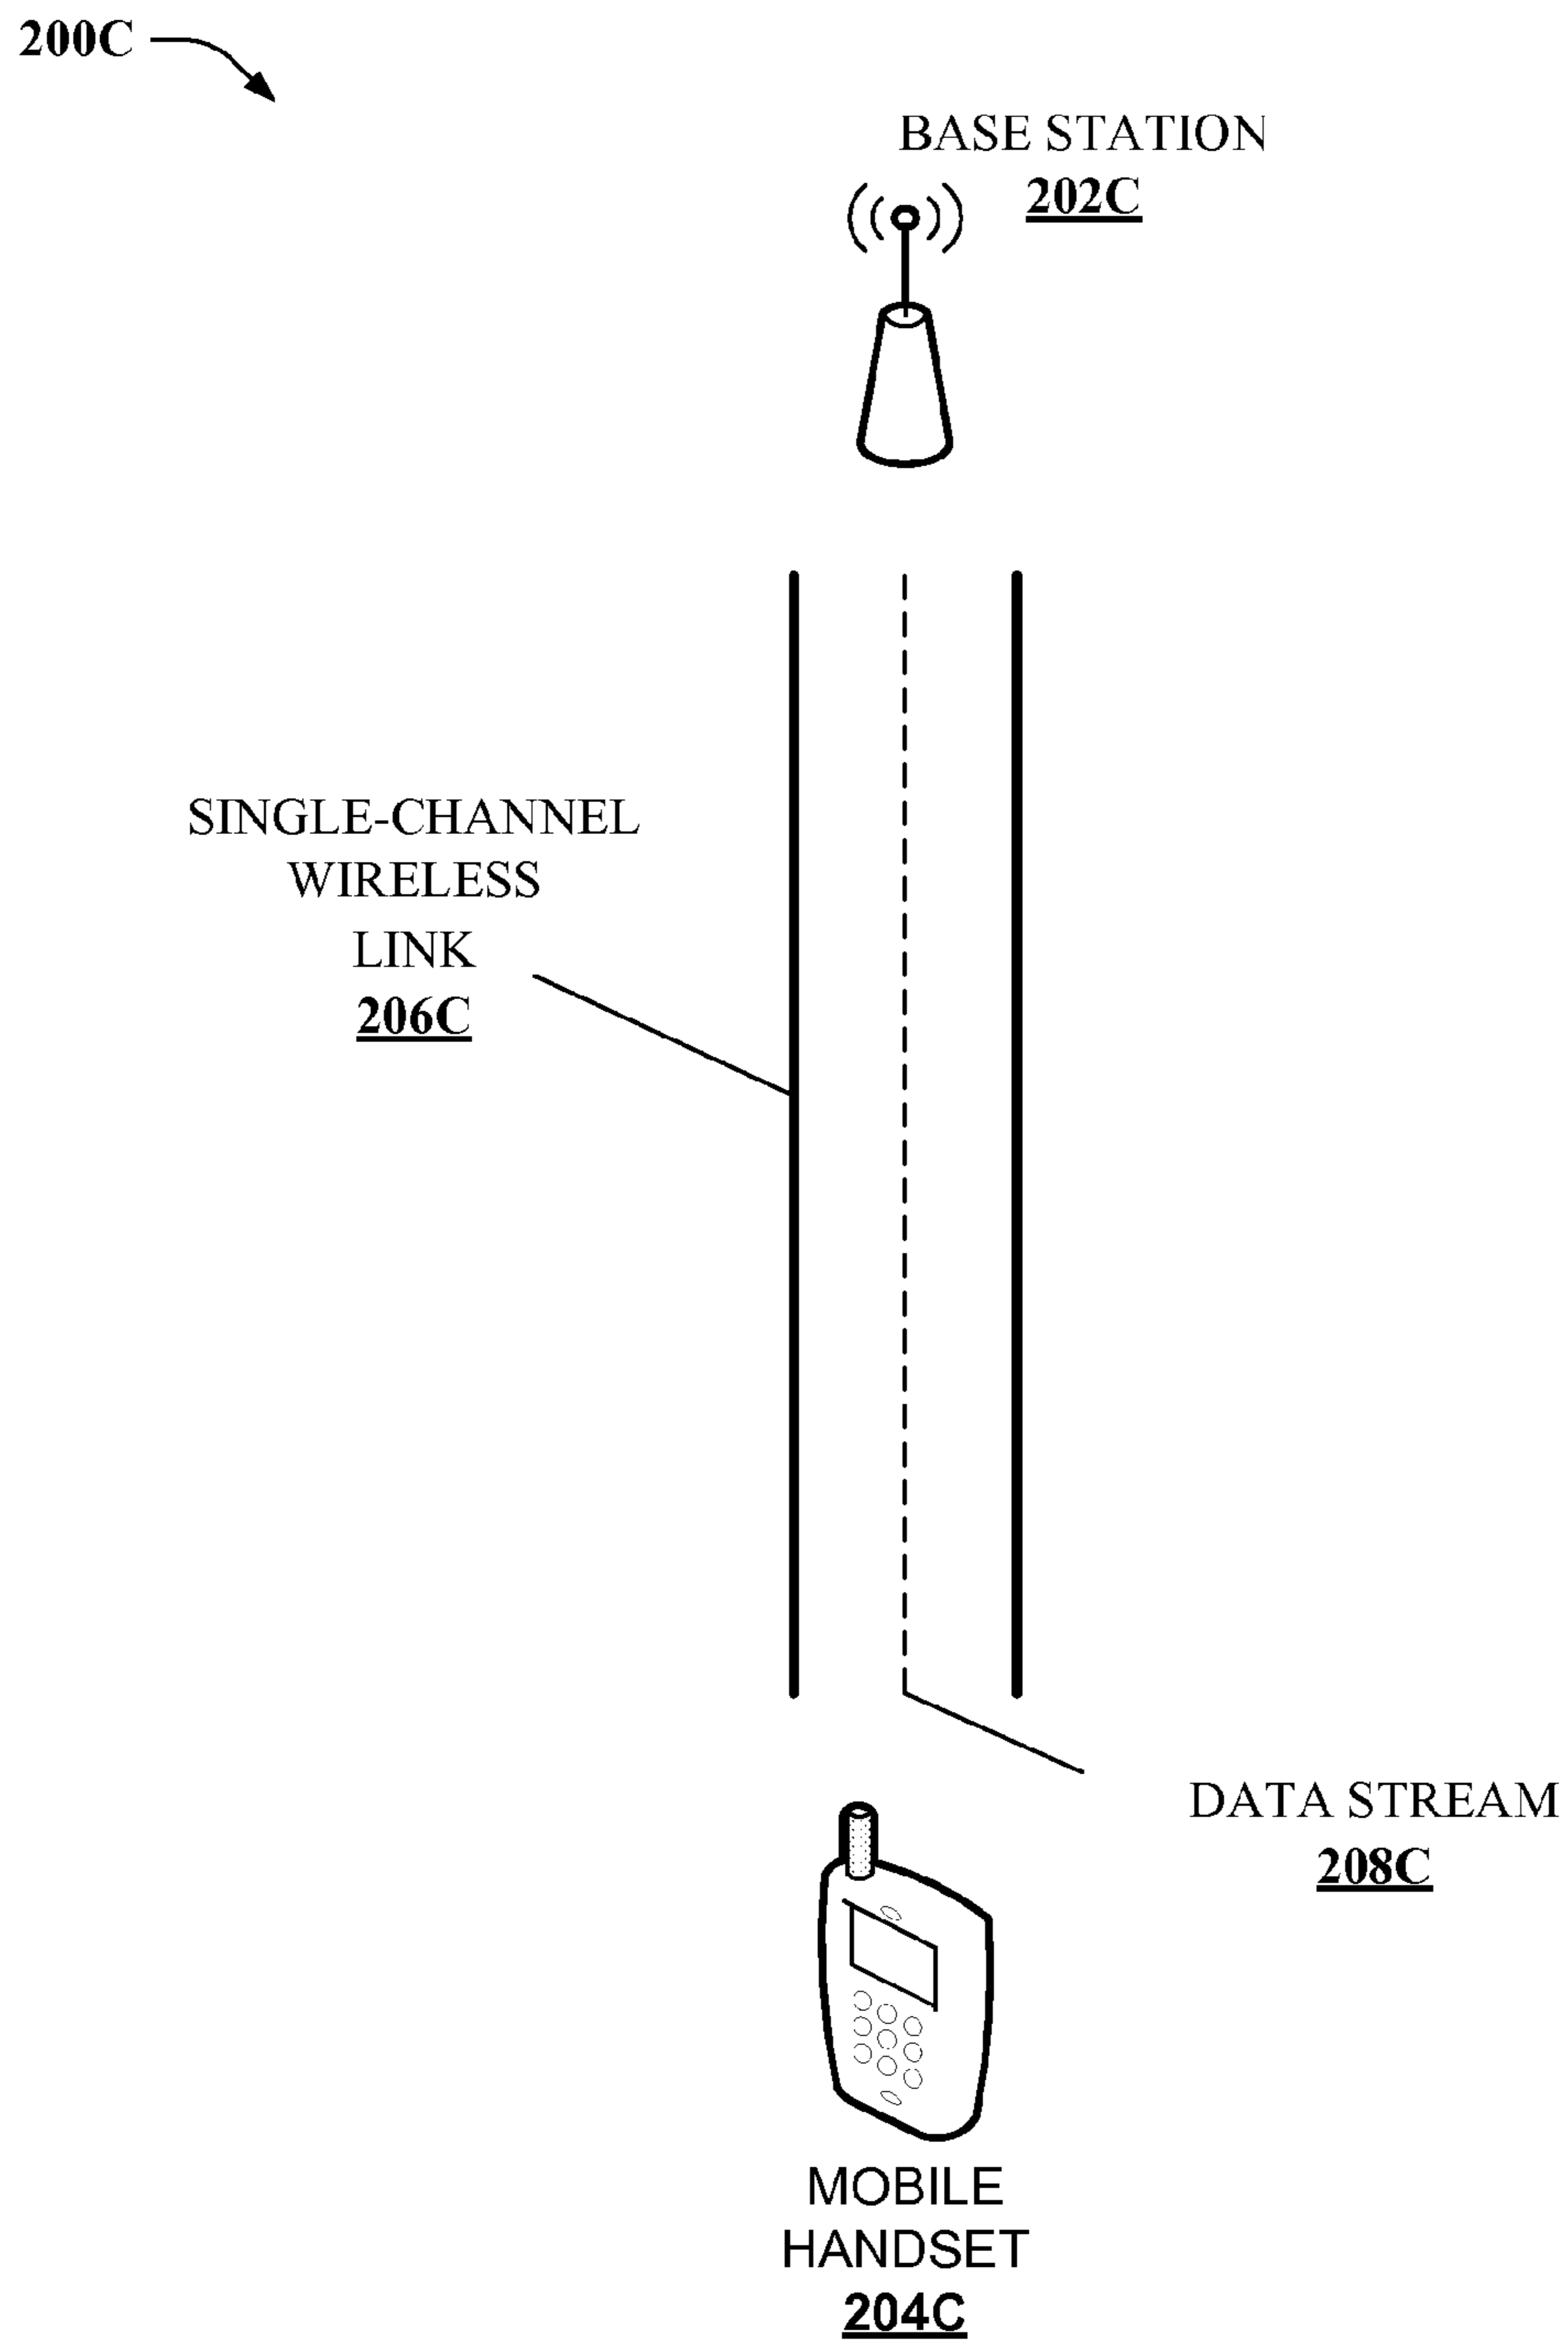 200C
BASE STATION
202C
SINGLE-CHANNEL
WIRELESS
LINK
206C
DATA STREAM
208C
MOBILE
HANDSET
204C